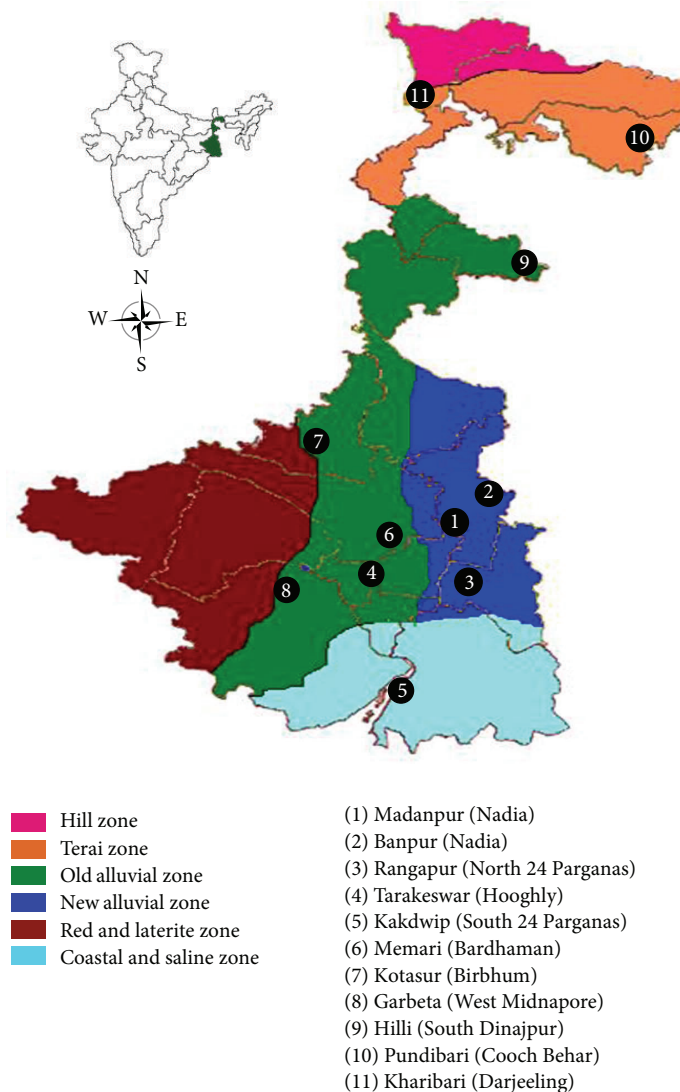 11
10
N
W E
S
9
7
2
1
6
4
3
8
5
Hill zone
Terai zone
Old alluvial zone
New alluvial zone
Red and laterite zone
Coastal and saline zone
(1) Madanpur (Nadia)
(2) Banpur (Nadia)
(3) Rangapur (North 24 Parganas)
(4) Tarakeswar (Hooghly)
(5) Kakdwip (South 24 Parganas)
(6) Memari (Bardhaman)
(7) Kotasur (Birbhum)
(8) Garbeta (West Midnapore)
(9) Hilli (South Dinajpur)
(10) Pundibari (Cooch Behar)
(11) Kharibari (Darjeeling)